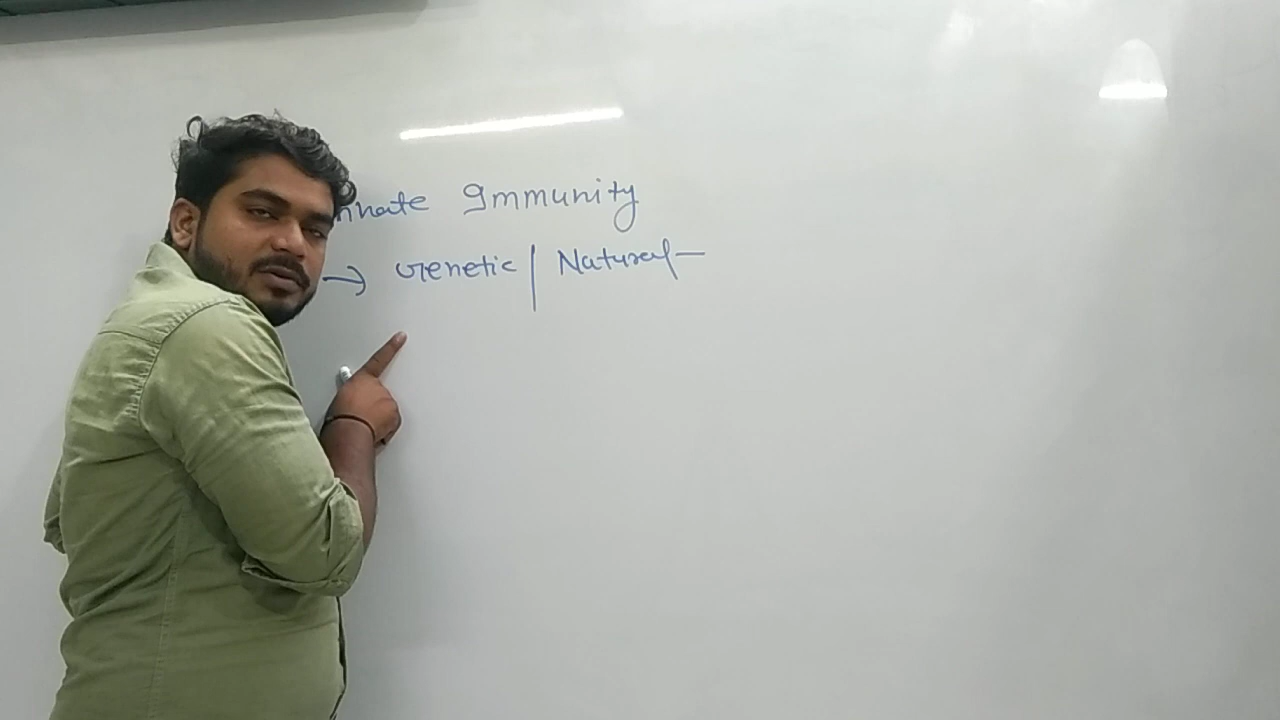 nnate Immunity
→ Genetic | Natural -